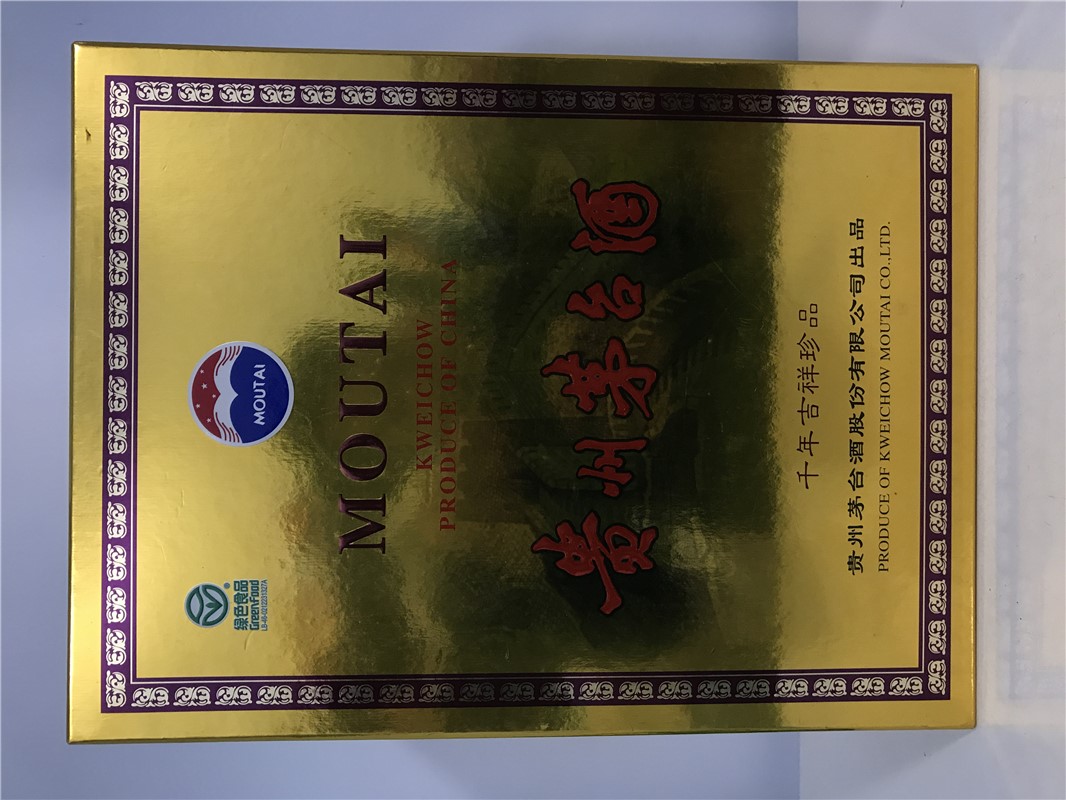 MOUTAI
绿色食品
®
GreenFood
MOUTAI
KWEICHOW
PRODUCE OF CHINA
贵州茅台酒
千年吉祥珍品
贵州茅台酒股份有限公司出品
PRODUCE OF KWEICHOW MOUTAI CO.,LTD.